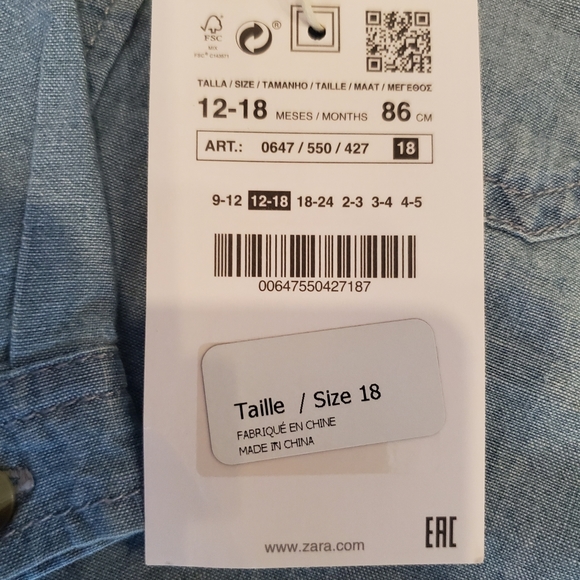 FSC
MIX
®
TALLA / SIZE / TAMANHO / TAILLE / MAAT / ΜΕΓΕΘΟΣ
12-18 MESES / MONTHS 86 CM
ART.: 0647 / 550 / 427 18
9-12 12-18 18-24 2-3 3-4 4-5
00647550427187
Taille / Size 18
FABRIQUÉ EN CHINE
MADE IN CHINA
www.zara.com
EAC